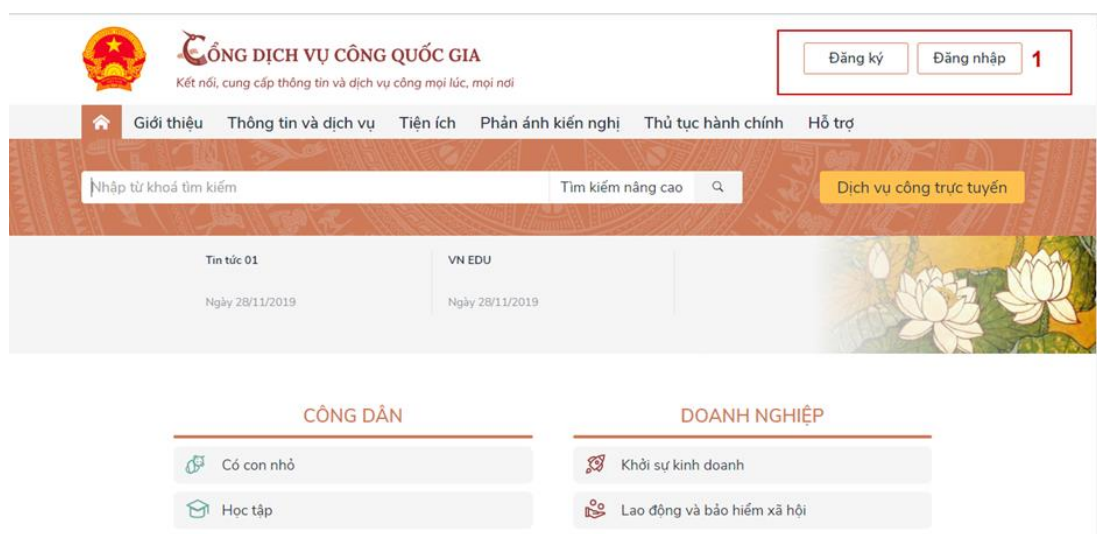 CỔNG DỊCH VỤ CÔNG QUỐC GIA
Kết nối, cung cấp thông tin và dịch vụ công mọi lúc, mọi nơi
Đăng ký Đăng nhập 1
Giới thiệu Thông tin và dịch vụ Tiện ích Phản ánh kiến nghị Thủ tục hành chính Hỗ trợ
Nhập từ khoá tìm kiếm Tìm kiếm nâng cao Dịch vụ công trực tuyến
Tin tức 01 VN EDU
Ngày 28/11/2019 Ngày 28/11/2019
CÔNG DÂN DOANH NGHIỆP
Có con nhỏ Khởi sự kinh doanh
Học tập Lao động và bảo hiểm xã hội